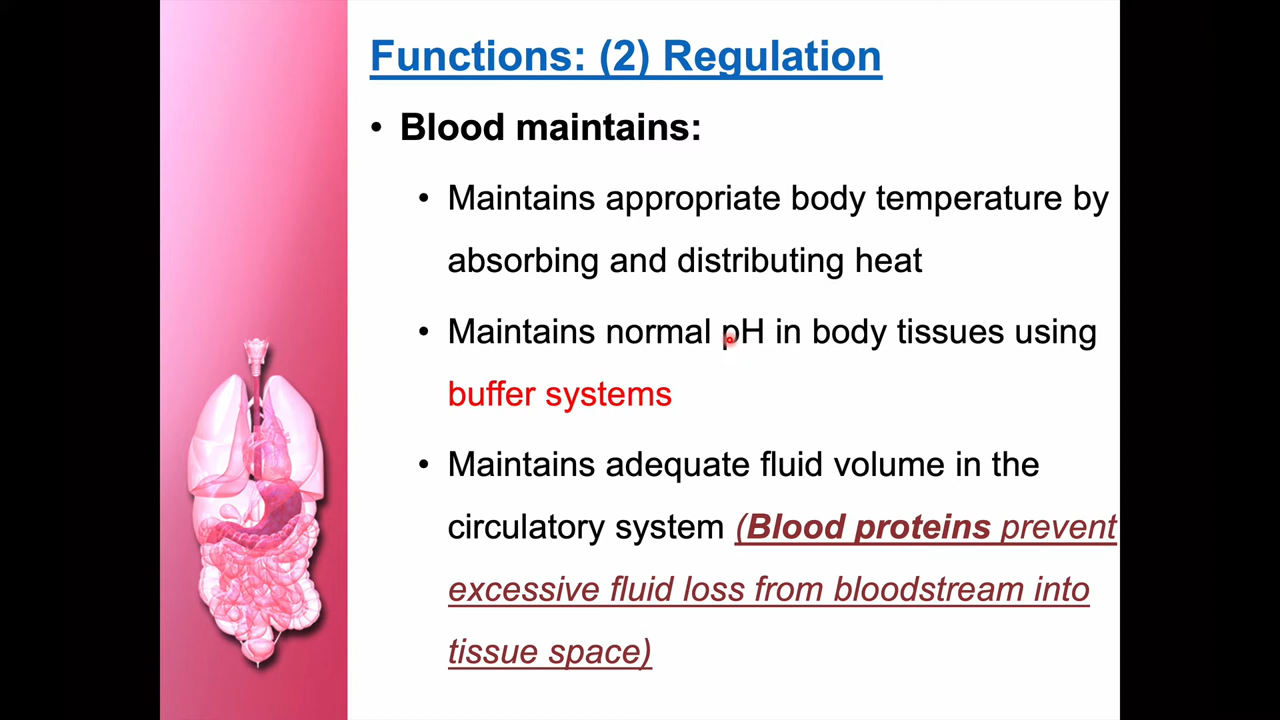 Functions: (2) Regulation
• Blood maintains:
• Maintains appropriate body temperature by
absorbing and distributing heat
• Maintains normal pH in body tissues using
buffer systems
• Maintains adequate fluid volume in the
circulatory system (Blood proteins prevent
excessive fluid loss from bloodstream into
tissue space)